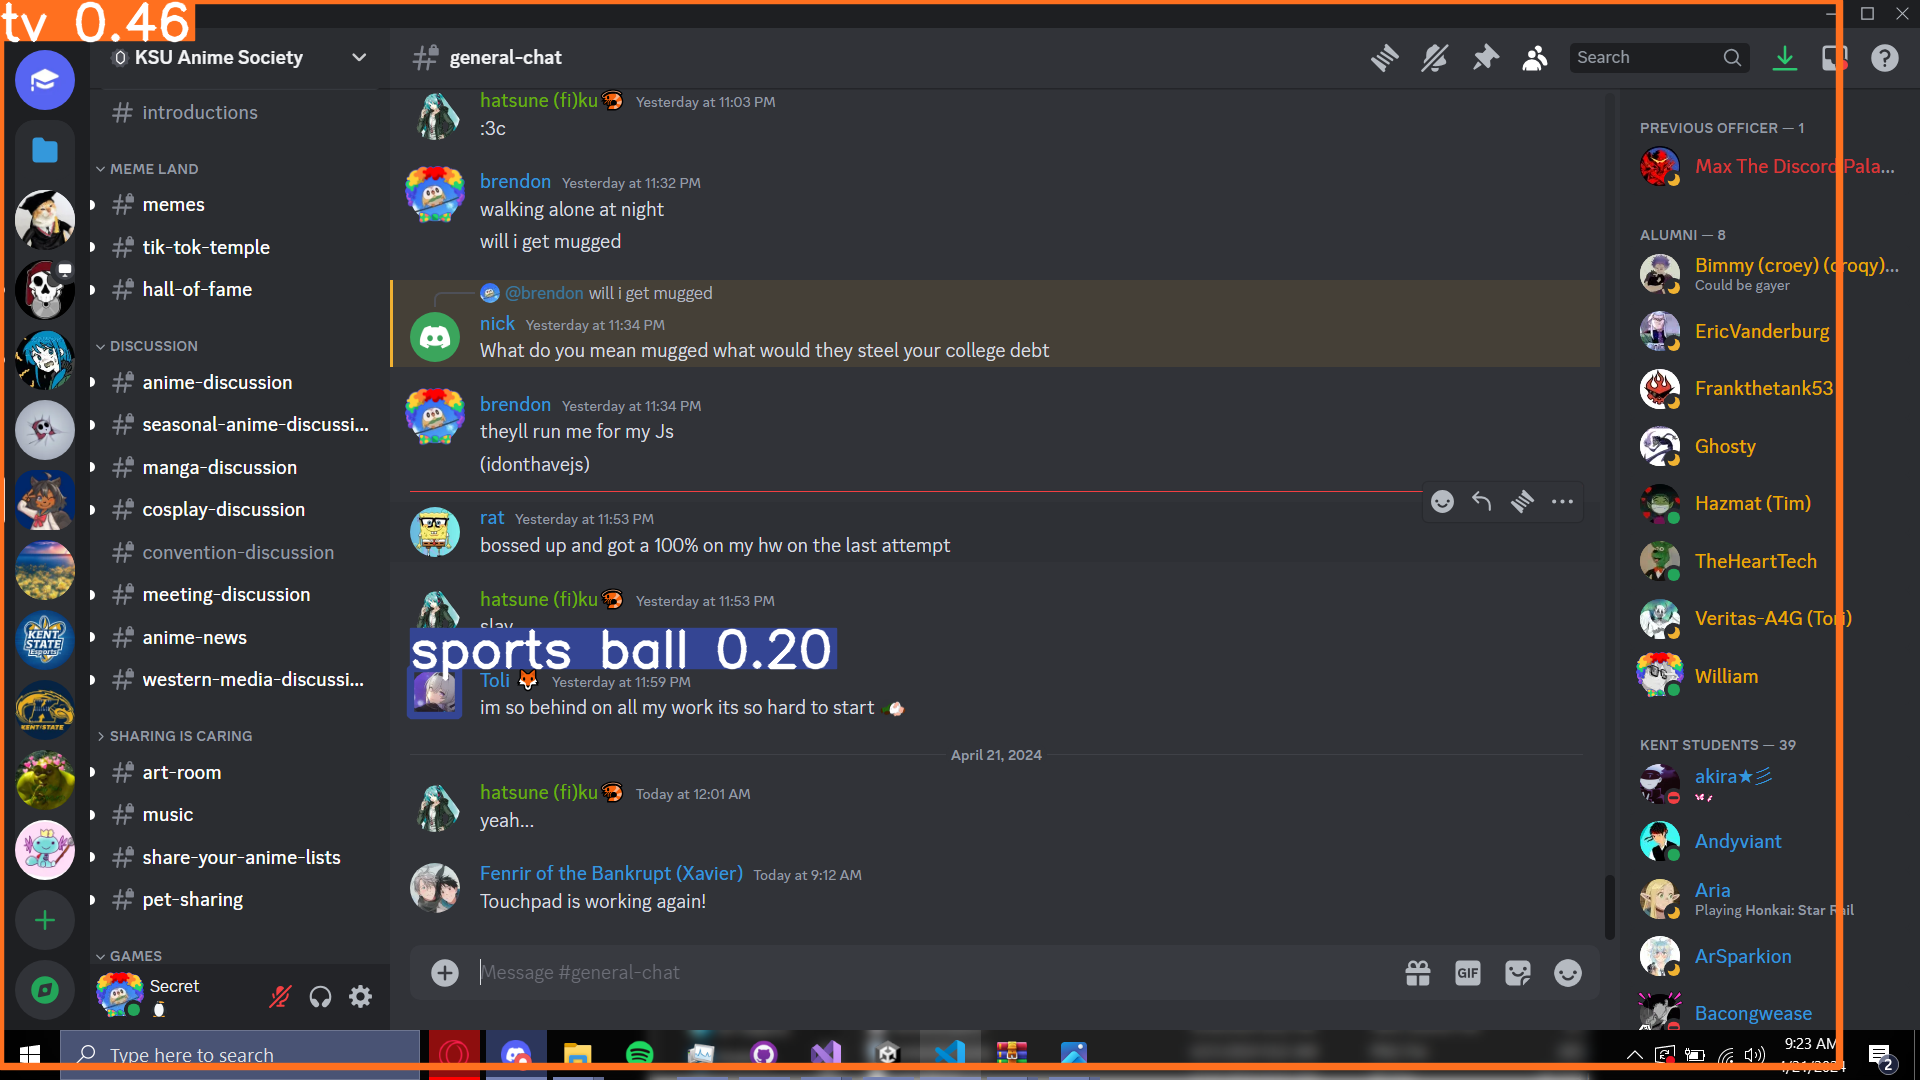 tv 0.46
KSU Anime Society
general-chat
Search
introductions
MEME LAND
memes
tik-tok-temple
hall-of-fame
DISCUSSION
anime-discussion
seasonal-anime-discussi...
manga-discussion
cosplay-discussion
convention-discussion
meeting-discussion
anime-news
western-media-discussi...
SHARING IS CARING
art-room
music
share-your-anime-lists
pet-sharing
GAMES
Secret
hatsune (fi)ku Yesterday at 11:03 PM
:3c
brendon Yesterday at 11:32 PM
walking alone at night
will i get mugged
@brendon will i get mugged
nick Yesterday at 11:34 PM
What do you mean mugged what would they steel your college debt
brendon Yesterday at 11:34 PM
theyll run me for my Js
(idonthavejs)
rat Yesterday at 11:53 PM
bossed up and got a 100% on my hw on the last attempt
hatsune (fi)ku Yesterday at 11:53 PM
slay
sports ball 0.20
Toli Yesterday at 11:59 PM
im so behind on all my work its so hard to start
April 21, 2024
hatsune (fi)ku Today at 12:01 AM
yeah...
Fenrir of the Bankrupt (Xavier) Today at 9:12 AM
Touchpad is working again!
Message #general-chat
GIF
PREVIOUS OFFICER — 1
Max The Discord Pala...
ALUMNI — 8
Bimmy (croey) (croqy)...
Could be gayer
EricVanderburg
Frankthetank53
Ghosty
Hazmat (Tim)
TheHeartTech
Veritas-A4G (Tori)
William
KENT STUDENTS — 39
akira★彡
Andyviant
Aria
Playing Honkai: Star Rail
ArSparkion
Bacongwease
KENT STATE
Esports
KENT STATE
Type here to search
9:23 AM
4/21/2024
2